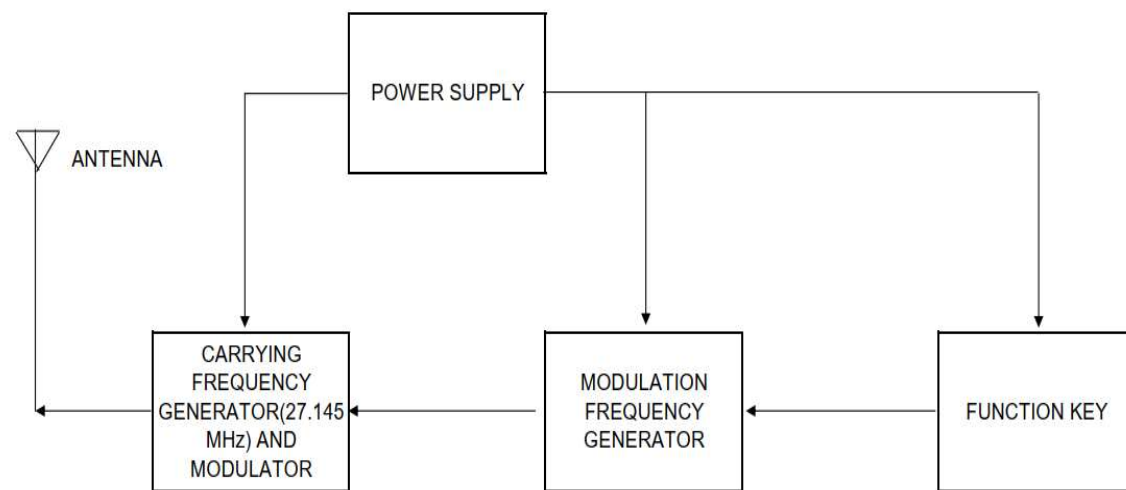 POWER SUPPLY
ANTENNA
CARRYING
FREQUENCY
GENERATOR(27.145
MHz) AND
MODULATOR
MODULATION
FREQUENCY
GENERATOR
FUNCTION KEY